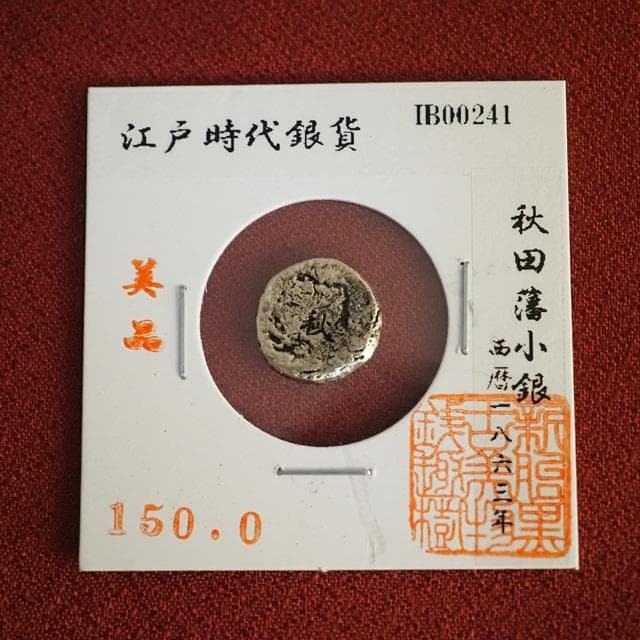 江戸時代銀貨
IB00241
秋田藩小銀
西暦一八六三年
美品
150.0